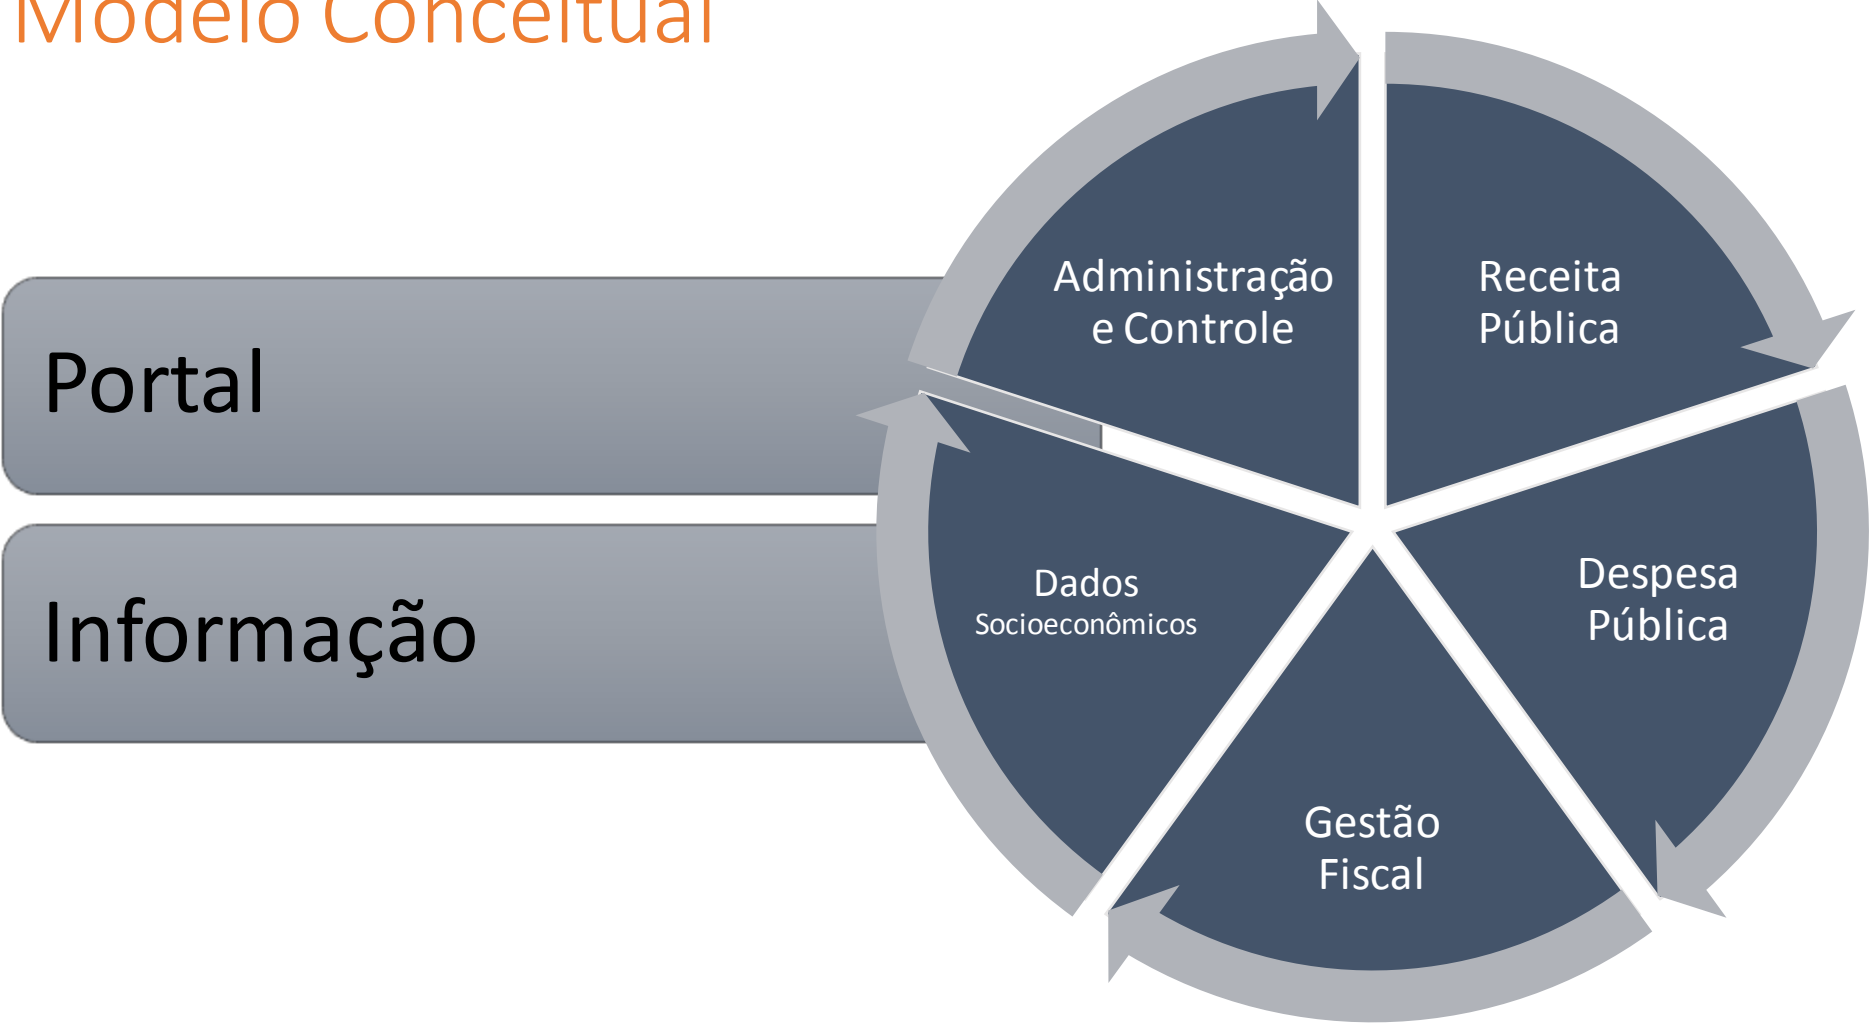 Modelo Conceitual
Portal
Informação
Administração
e Controle
Receita
Pública
Despesa
Pública
Gestão
Fiscal
Dados
Socioeconômicos